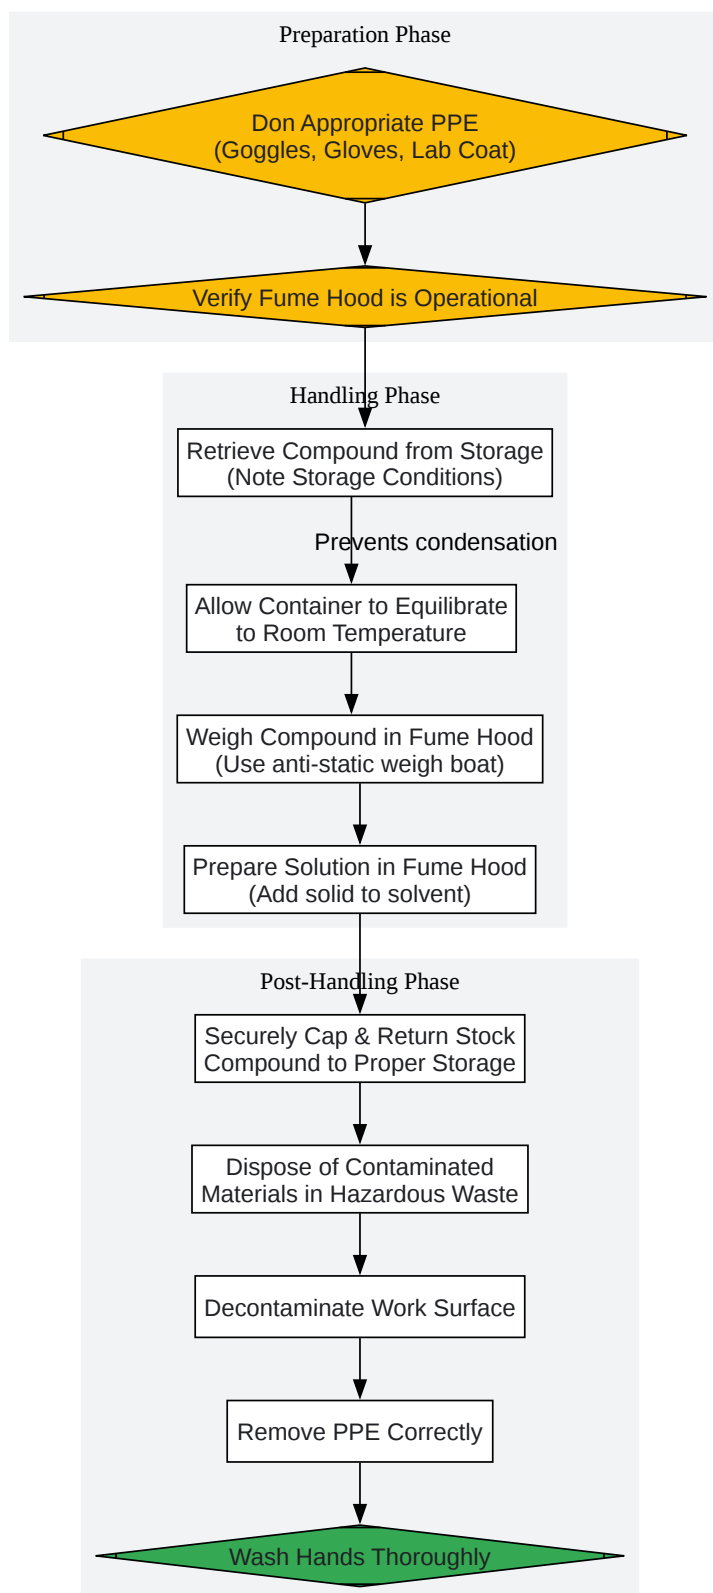 Preparation Phase
Don Appropriate PPE
(Goggles, Gloves, Lab Coat)
Verify Fume Hood is Operational
Handling Phase
Retrieve Compound from Storage
(Note Storage Conditions)
Prevents condensation
Allow Container to Equilibrate
to Room Temperature
Weigh Compound in Fume Hood
(Use anti-static weigh boat)
Prepare Solution in Fume Hood
(Add solid to solvent)
Post-Handling Phase
Securely Cap & Return Stock
Compound to Proper Storage
Dispose of Contaminated
Materials in Hazardous Waste
Decontaminate Work Surface
Remove PPE Correctly
Wash Hands Thoroughly